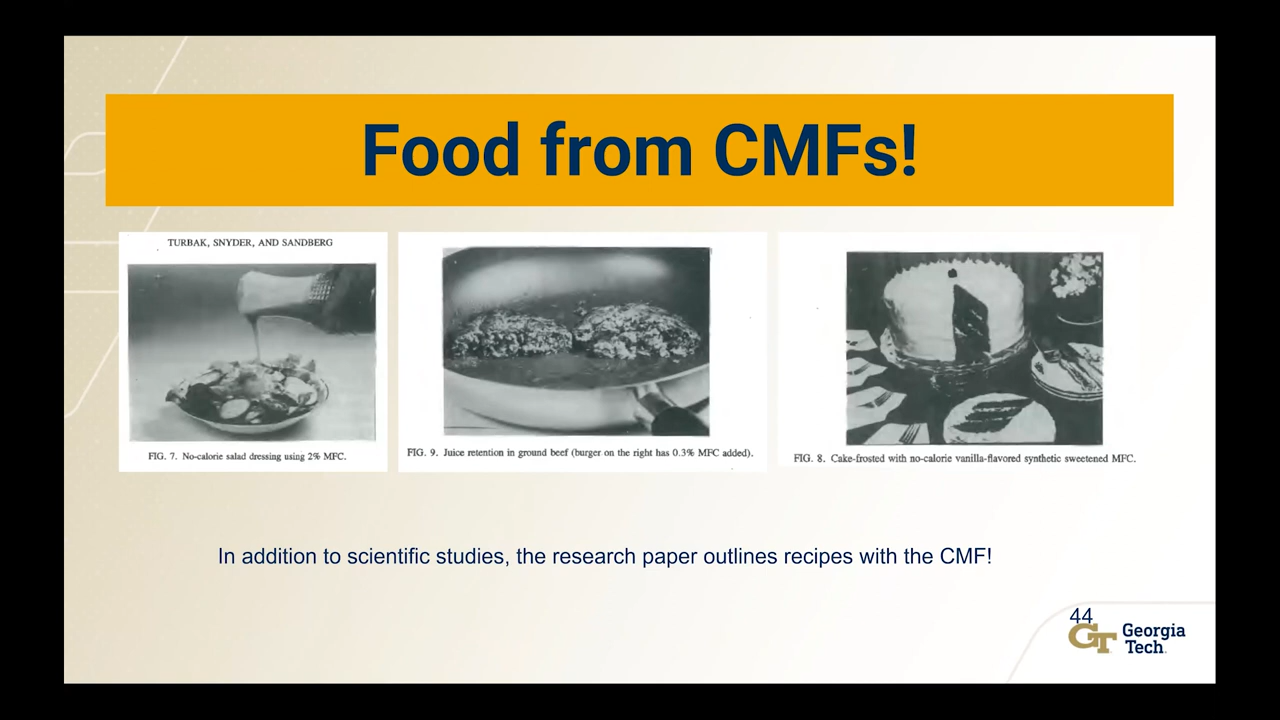 Food from CMFs!
TURBAK, SNYDER, AND SANDBERG
FIG. 7. No-calorie salad dressing using 2% MFC.
FIG. 9. Juice retention in ground beef (burger on the right has 0.3% MFC added).
FIG. 8. Cake-frosted with no-calorie vanilla-flavored synthetic sweetened MFC.
In addition to scientific studies, the research paper outlines recipes with the CMF!
44
GT Georgia
Tech